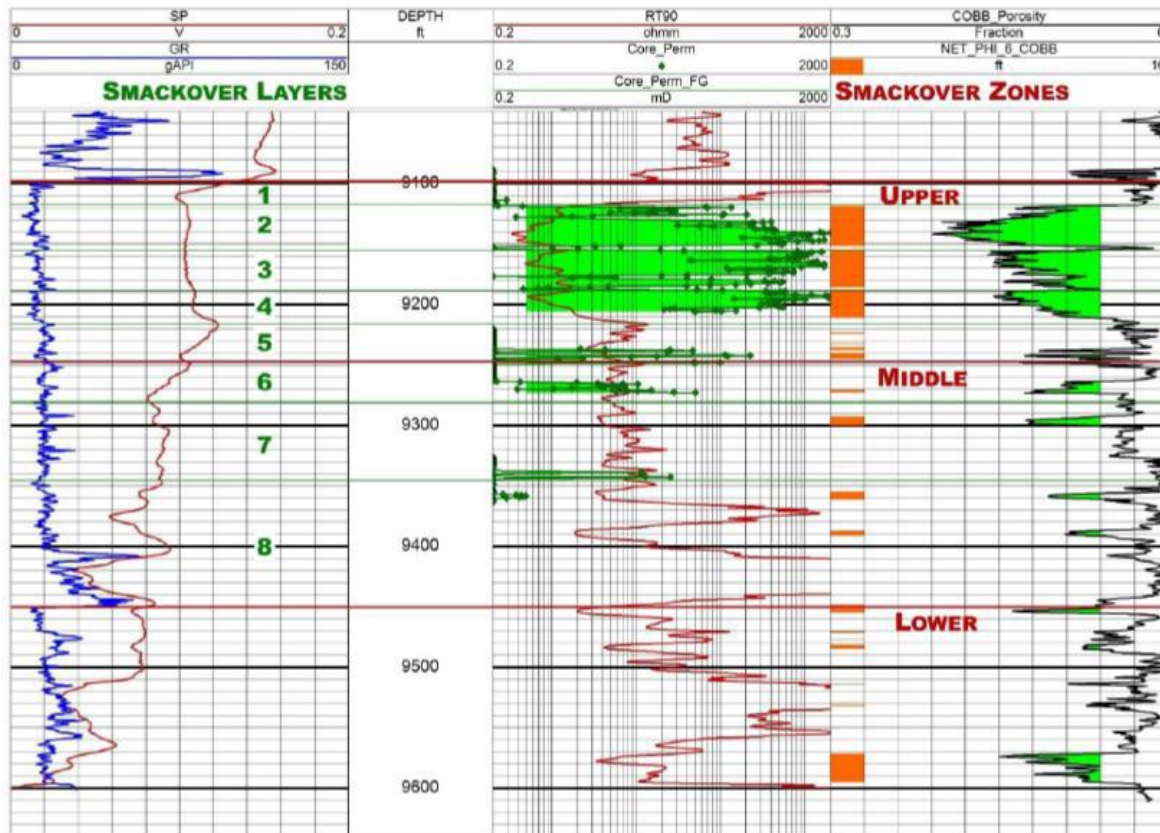 SP DEPTH RT90 COBB_Porosity
0 V 0.2 ft 0.2 ohmm 2000 0.3 Fraction 0
GR Core_Perm NET_PHI_6_COBB
0 gAPI 150 0.2 2000 ft 10
SMACKOVER LAYERS Core_Perm_FG SMACKOVER ZONES
0.2 mD 2000
9100
1 UPPER
2
3
4 9200
5
6 MIDDLE
9300
7
8 9400
LOWER
9500
9600